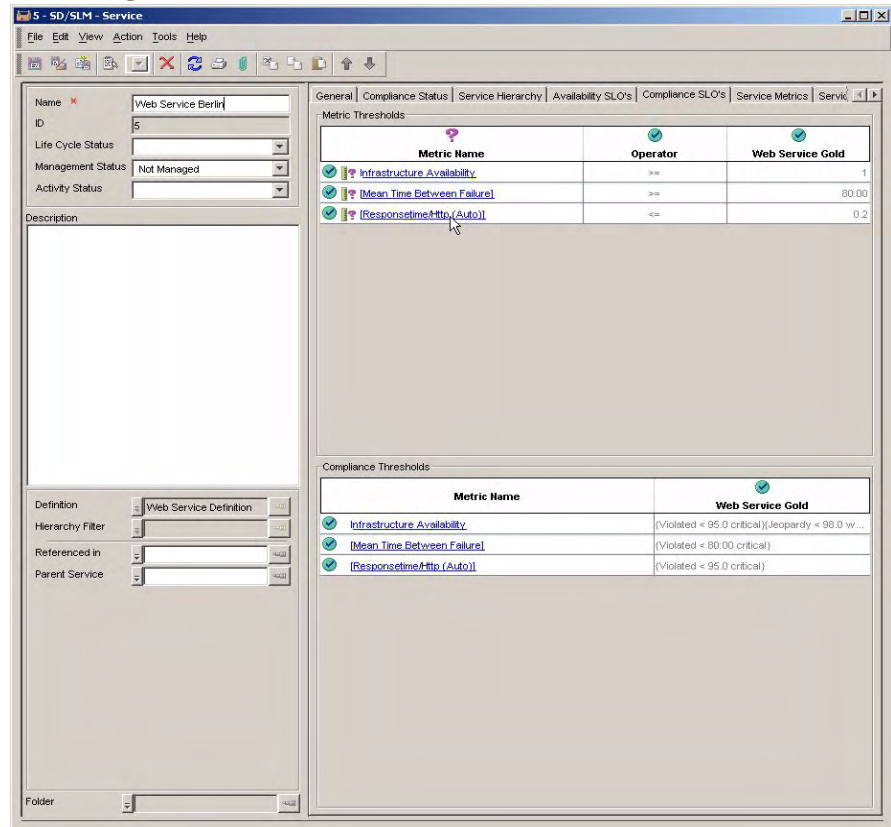 5 - SD/SLM - Service
File Edit View Action Tools Help
Name
Web Service Berlin
ID
5
Life Cycle Status
Management Status
Not Managed
Activity Status
Description
Definition
Web Service Definition
Hierarchy Filter
Referenced in
Parent Service
Folder
General Compliance Status Service Hierarchy Availability SLO's Compliance SLO's Service Metrics Servic
Metric Thresholds
Metric Name Operator Web Service Gold
Infrastructure Availability >= 1
[Mean Time Between Failure] >= 80:00
[Responsetime/Http (Auto)] <= 0.2
Compliance Thresholds
Metric Name Web Service Gold
Infrastructure Availability {Violated < 95.0 critical}{Jeopardy < 98.0 w...
[Mean Time Between Failure] {Violated < 80:00 critical}
[Responsetime/Http (Auto)] {Violated < 95.0 critical}